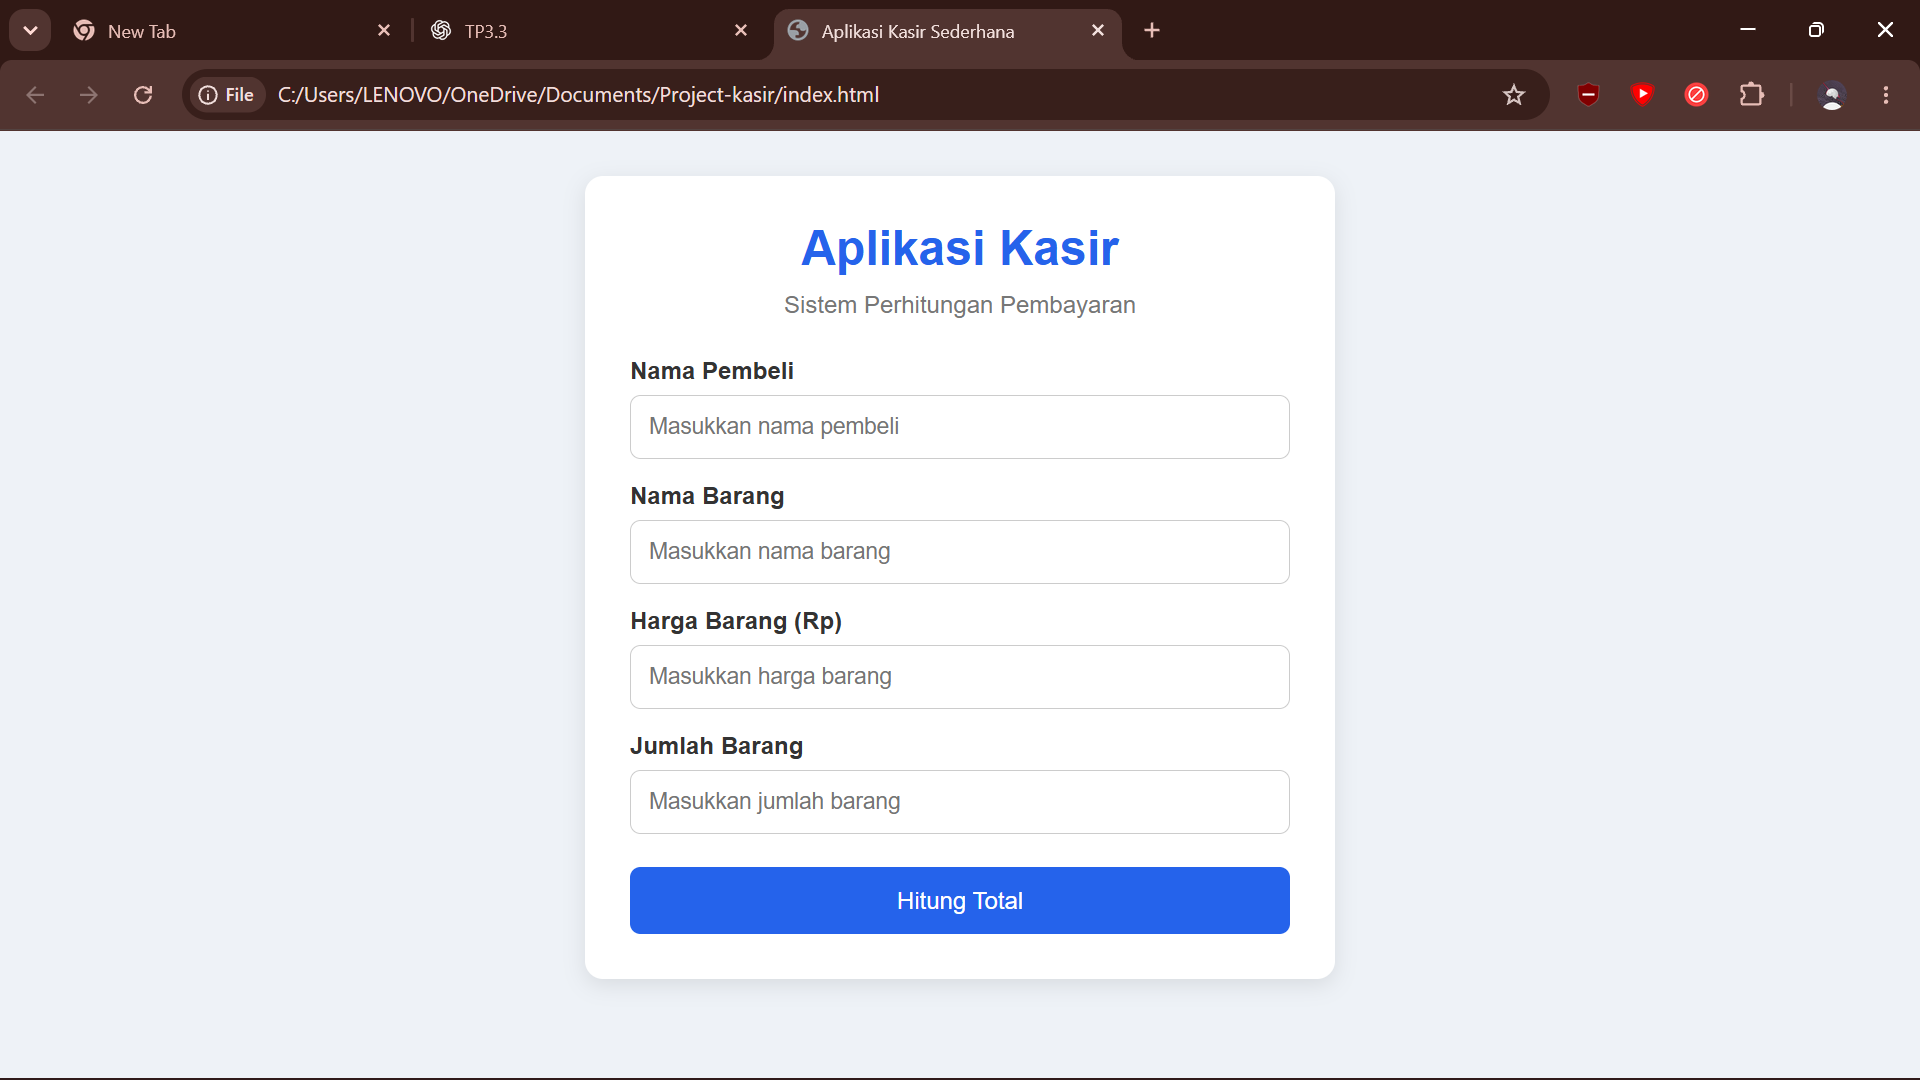 New Tab
TP3.3
Aplikasi Kasir Sederhana
File
C:/Users/LENOVO/OneDrive/Documents/Project-kasir/index.html
Aplikasi Kasir
Sistem Perhitungan Pembayaran
Nama Pembeli
Masukkan nama pembeli
Nama Barang
Masukkan nama barang
Harga Barang (Rp)
Masukkan harga barang
Jumlah Barang
Masukkan jumlah barang
Hitung Total